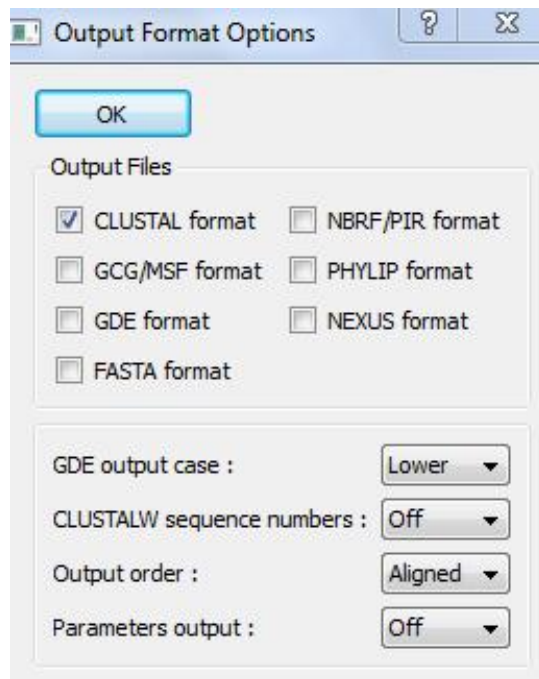 Output Format Options ?
OK
Output Files
CLUSTAL format NBRF/PIR format
GCG/MSF format PHYLIP format
GDE format NEXUS format
FASTA format
GDE output case : Lower
CLUSTALW sequence numbers : Off
Output order : Aligned
Parameters output : Off